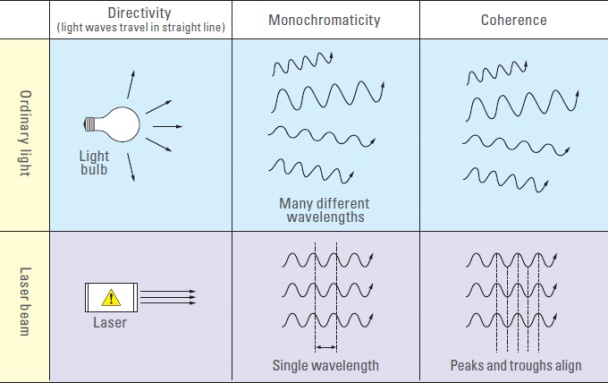 Directivity
(light waves travel in straight line)
Monochromaticity
Coherence
Ordinary light
Light
bulb
Many different
wavelengths
Laser beam
Laser
Single wavelength
Peaks and troughs align